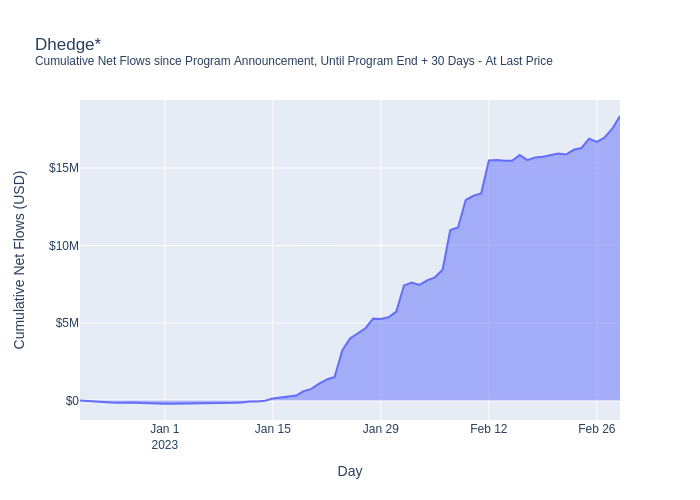 Dhedge*
Cumulative Net Flows since Program Announcement, Until Program End + 30 Days - At Last Price
Cumulative Net Flows (USD)
$15M
$10M
$5M
$0
Jan 1
2023
Jan 15
Jan 29
Feb 12
Feb 26
Day